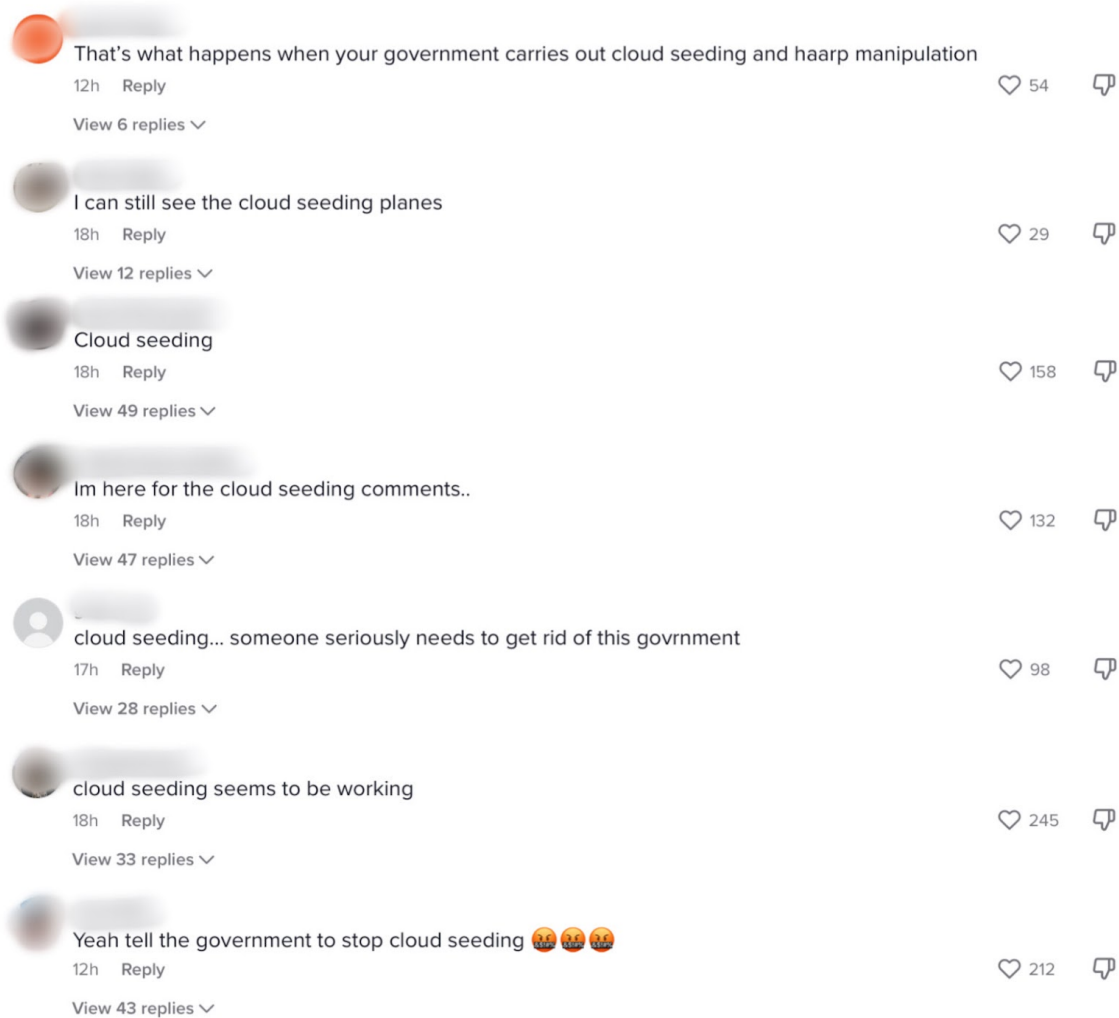 That's what happens when your government carries out cloud seeding and haarp manipulation
12h Reply 54
View 6 replies
I can still see the cloud seeding planes
18h Reply 29
View 12 replies
Cloud seeding
18h Reply 158
View 49 replies
Im here for the cloud seeding comments..
18h Reply 132
View 47 replies
cloud seeding... someone seriously needs to get rid of this govrnment
17h Reply 98
View 28 replies
cloud seeding seems to be working
18h Reply 245
View 33 replies
Yeah tell the government to stop cloud seeding 🤬🤬🤬
12h Reply 212
View 43 replies